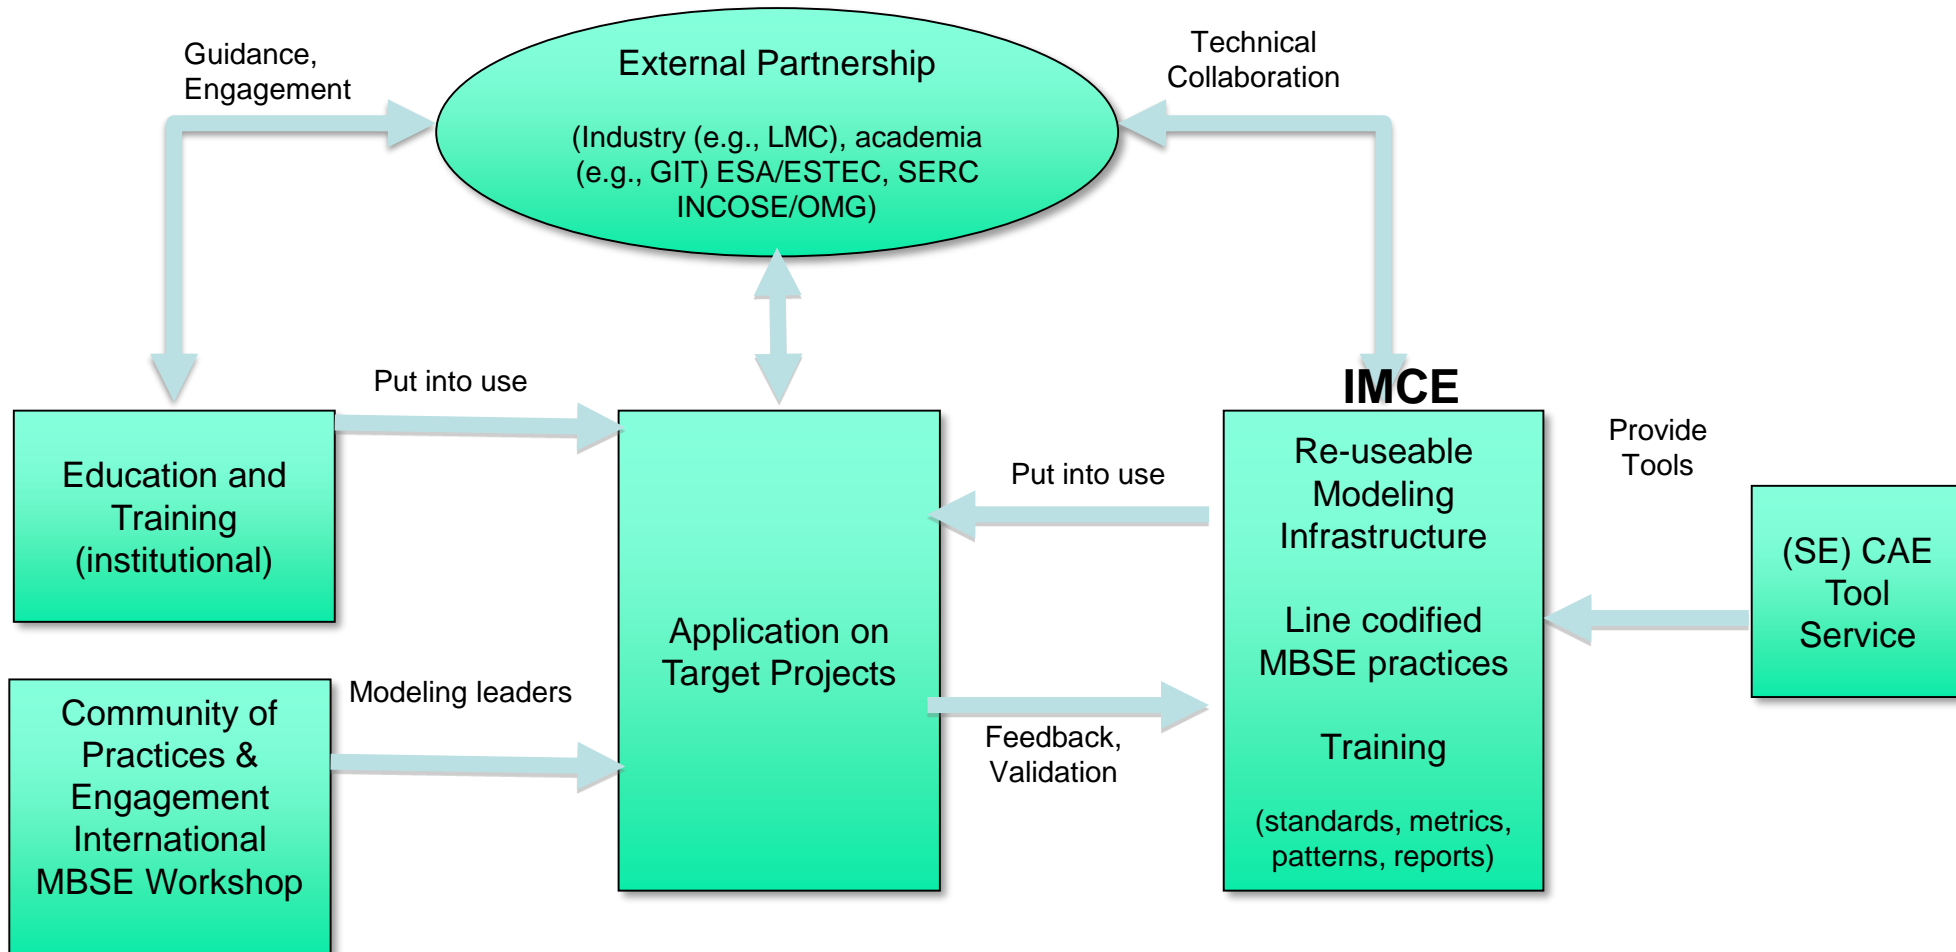 Guidance,
Engagement
External Partnership
(Industry (e.g., LMC), academia
(e.g., GIT) ESA/ESTEC, SERC
INCOSE/OMG)
Technical
Collaboration
Put into use
Education and
Training
(institutional)
Modeling leaders
Community of
Practices &
Engagement
International
MBSE Workshop
Application on
Target Projects
Put into use
Feedback,
Validation
IMCE
Re-useable
Modeling
Infrastructure
Line codified
MBSE practices
Training
(standards, metrics,
patterns, reports)
Provide
Tools
(SE) CAE
Tool
Service